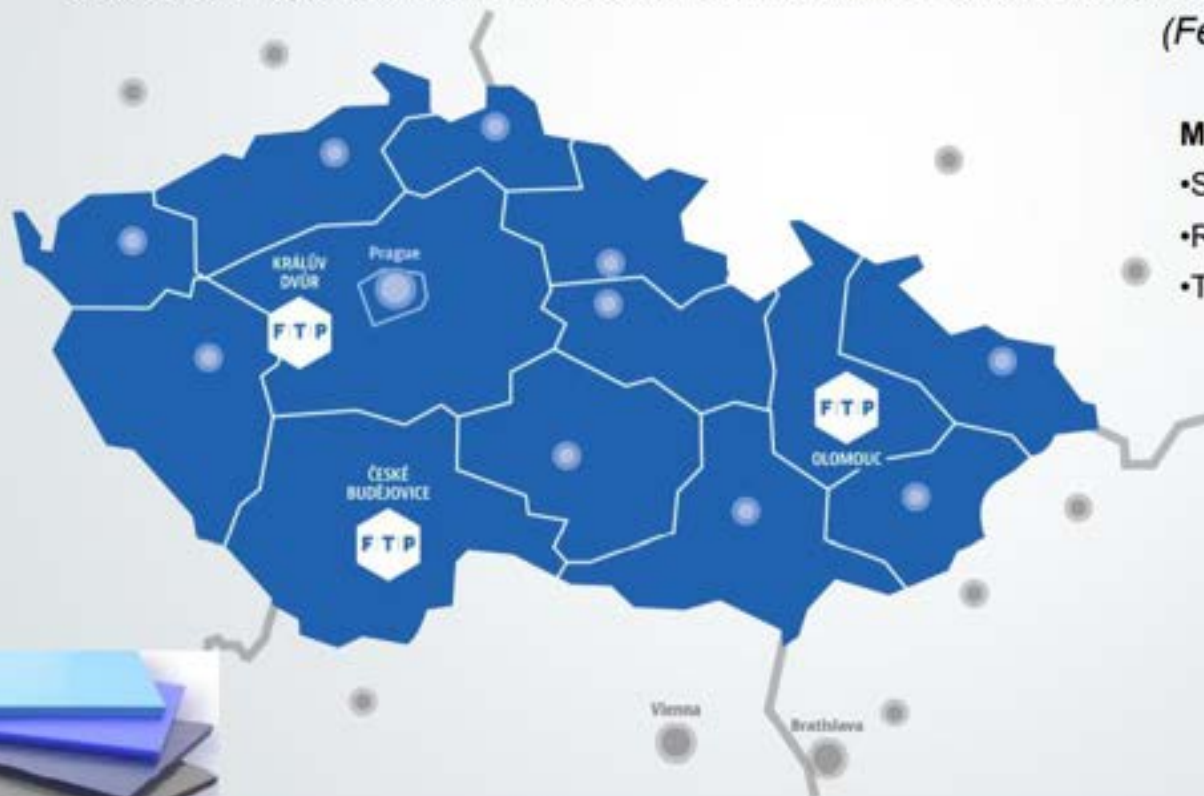 (Fe
M
•S
•R
•T
Prague
KRÁLŮV
DVŮR
F T P
F T P
OLOMOUC
ČESKÉ
BUDĚJOVICE
F T P
Vienna
Bratislava